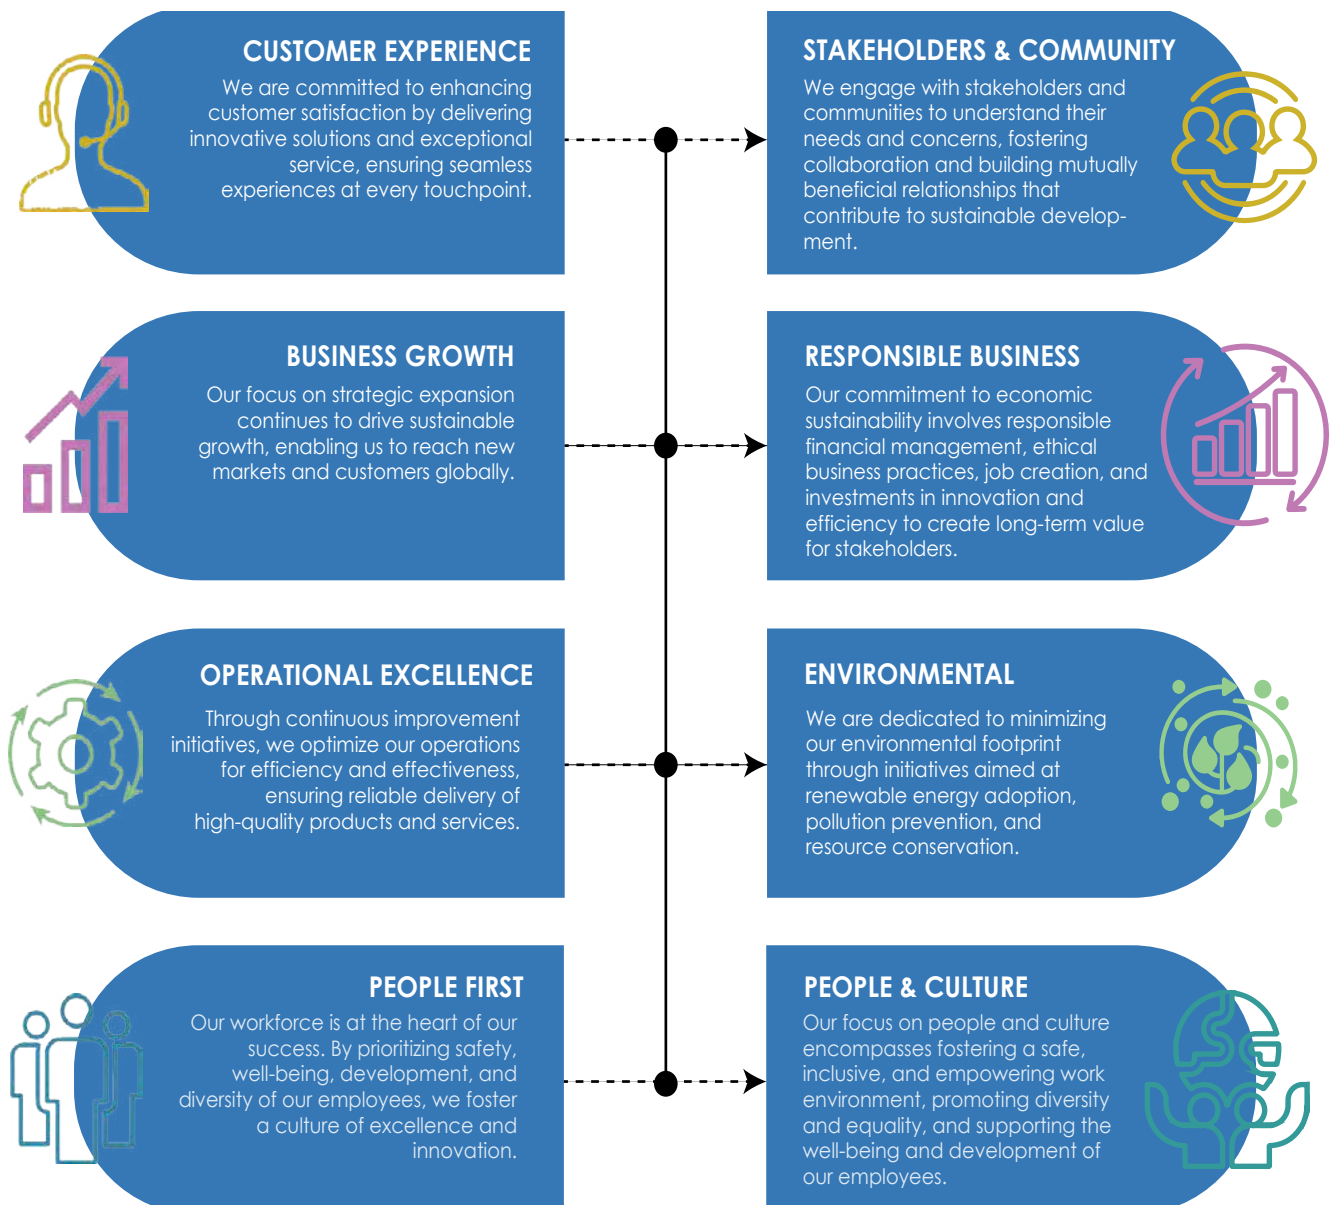 CUSTOMER EXPERIENCE
We are committed to enhancing
customer satisfaction by delivering
innovative solutions and exceptional
service, ensuring seamless
experiences at every touchpoint.
STAKEHOLDERS & COMMUNITY
We engage with stakeholders and
communities to understand their
needs and concerns, fostering
collaboration and building mutually
beneficial relationships that
contribute to sustainable develop-
ment.
BUSINESS GROWTH
Our focus on strategic expansion
continues to drive sustainable
growth, enabling us to reach new
markets and customers globally.
RESPONSIBLE BUSINESS
Our commitment to economic
sustainability involves responsible
financial management, ethical
business practices, job creation, and
investments in innovation and
efficiency to create long-term value
for stakeholders.
OPERATIONAL EXCELLENCE
Through continuous improvement
initiatives, we optimize our operations
for efficiency and effectiveness,
ensuring reliable delivery of
high-quality products and services.
ENVIRONMENTAL
We are dedicated to minimizing
our environmental footprint
through initiatives aimed at
renewable energy adoption,
pollution prevention, and
resource conservation.
PEOPLE FIRST
Our workforce is at the heart of our
success. By prioritizing safety,
well-being, development, and
diversity of our employees, we foster
a culture of excellence and
innovation.
PEOPLE & CULTURE
Our focus on people and culture
encompasses fostering a safe,
inclusive, and empowering work
environment, promoting diversity
and equality, and supporting the
well-being and development of
our employees.